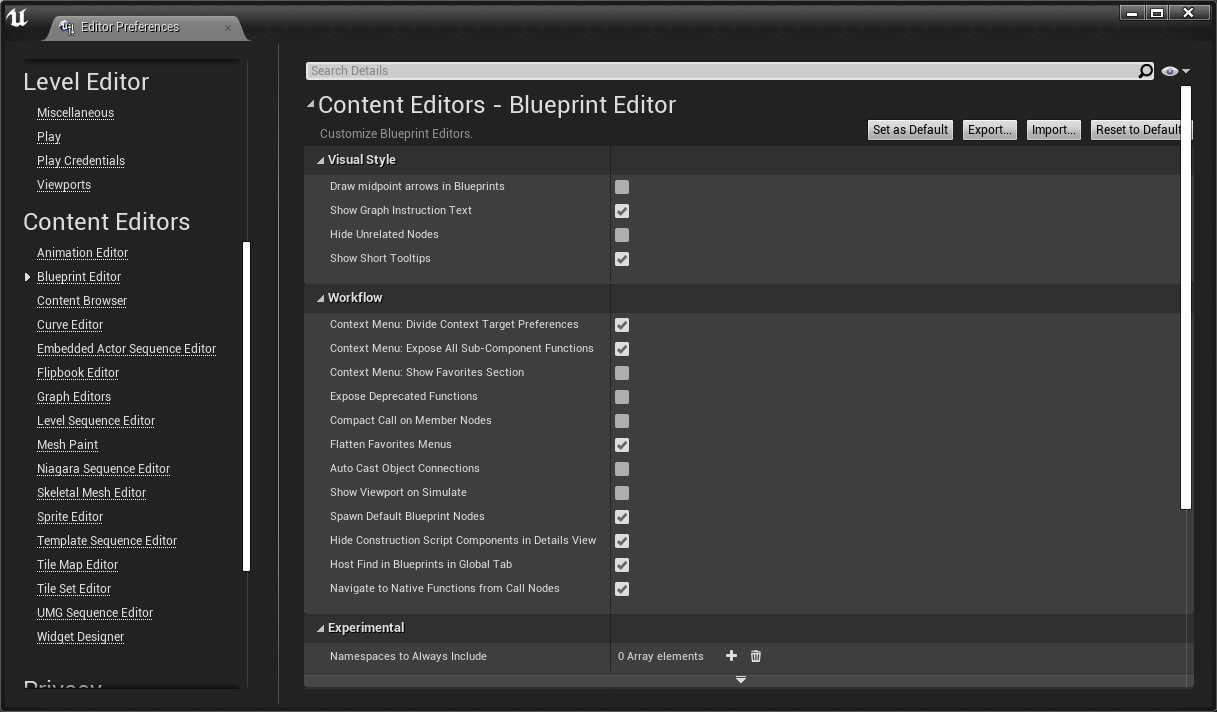 Editor Preferences
Level Editor
Miscellaneous
Play
Play Credentials
Viewports
Content Editors
Animation Editor
Blueprint Editor
Content Browser
Curve Editor
Embedded Actor Sequence Editor
Flipbook Editor
Graph Editors
Level Sequence Editor
Mesh Paint
Niagara Sequence Editor
Skeletal Mesh Editor
Sprite Editor
Template Sequence Editor
Tile Map Editor
Tile Set Editor
UMG Sequence Editor
Widget Designer
Privacy
Search Details
Content Editors - Blueprint Editor
Customize Blueprint Editors.
Set as Default Export... Import... Reset to Default
Visual Style
Draw midpoint arrows in Blueprints
Show Graph Instruction Text
Hide Unrelated Nodes
Show Short Tooltips
Workflow
Context Menu: Divide Context Target Preferences
Context Menu: Expose All Sub-Component Functions
Context Menu: Show Favorites Section
Expose Deprecated Functions
Compact Call on Member Nodes
Flatten Favorites Menus
Auto Cast Object Connections
Show Viewport on Simulate
Spawn Default Blueprint Nodes
Hide Construction Script Components in Details View
Host Find in Blueprints in Global Tab
Navigate to Native Functions from Call Nodes
Experimental
Namespaces to Always Include 0 Array elements